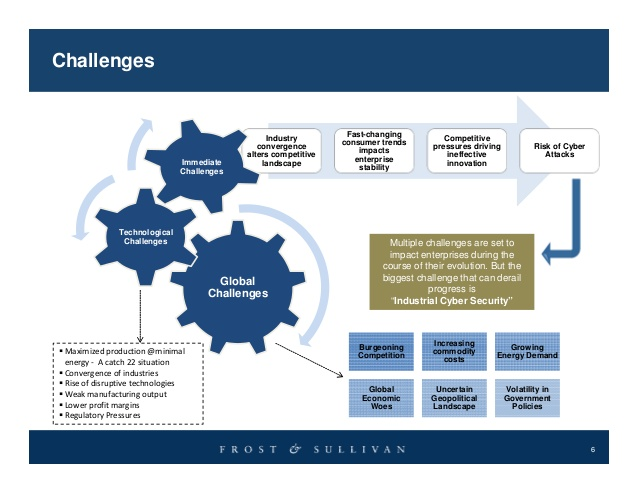 Challenges
Immediate
Challenges
Industry
convergence
alters competitive
landscape
Fast-changing
consumer trends
impacts
enterprise
stability
Competitive
pressures driving
ineffective
innovation
Risk of Cyber
Attacks
Technological
Challenges
Global
Challenges
Multiple challenges are set to
impact enterprises during the
course of their evolution. But the
biggest challenge that can derail
progress is
“Industrial Cyber Security”
▪ Maximized production @minimal
energy - A catch 22 situation
▪ Convergence of industries
▪ Rise of disruptive technologies
▪ Weak manufacturing output
▪ Lower profit margins
▪ Regulatory Pressures
Burgeoning
Competition
Increasing
commodity
costs
Growing
Energy Demand
Global
Economic
Woes
Uncertain
Geopolitical
Landscape
Volatility in
Government
Policies
FROST & SULLIVAN
6